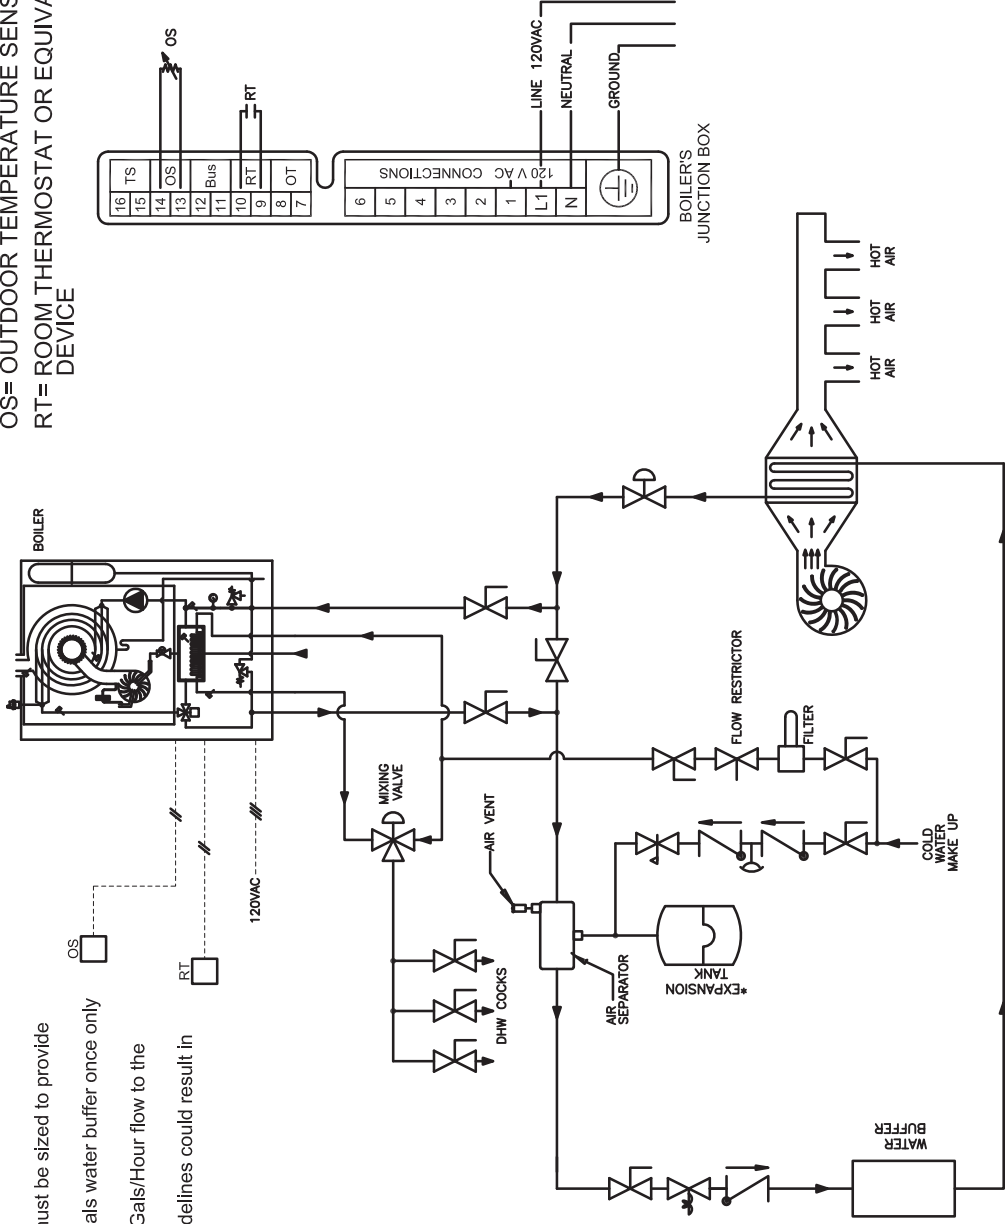 OS= OUTDOOR TEMPERATURE SENS
RT= ROOM THERMOSTAT OR EQUIVA
DEVICE
OS
RT
LINE 120VAC
NEUTRAL
GROUND
16
15
14
13
12
11
10
9
8
7
TS
OS
Bus
RT
OT
6
5
4
3
2
1
L1
N
120 V AC CONNECTIONS
BOILER'S
JUNCTION BOX
HOT
AIR
HOT
AIR
HOT
AIR
BOILER
MIXING
VALVE
FLOW RESTRICTOR
FILTER
AIR VENT
COLD
WATER
MAKE UP
OS
RT
120VAC
DHW COCKS
AIR
SEPARATOR
*EXPANSION
TANK
WATER
BUFFER
ust be sized to provide
als water buffer once only
Gals/Hour flow to the
delines could result in